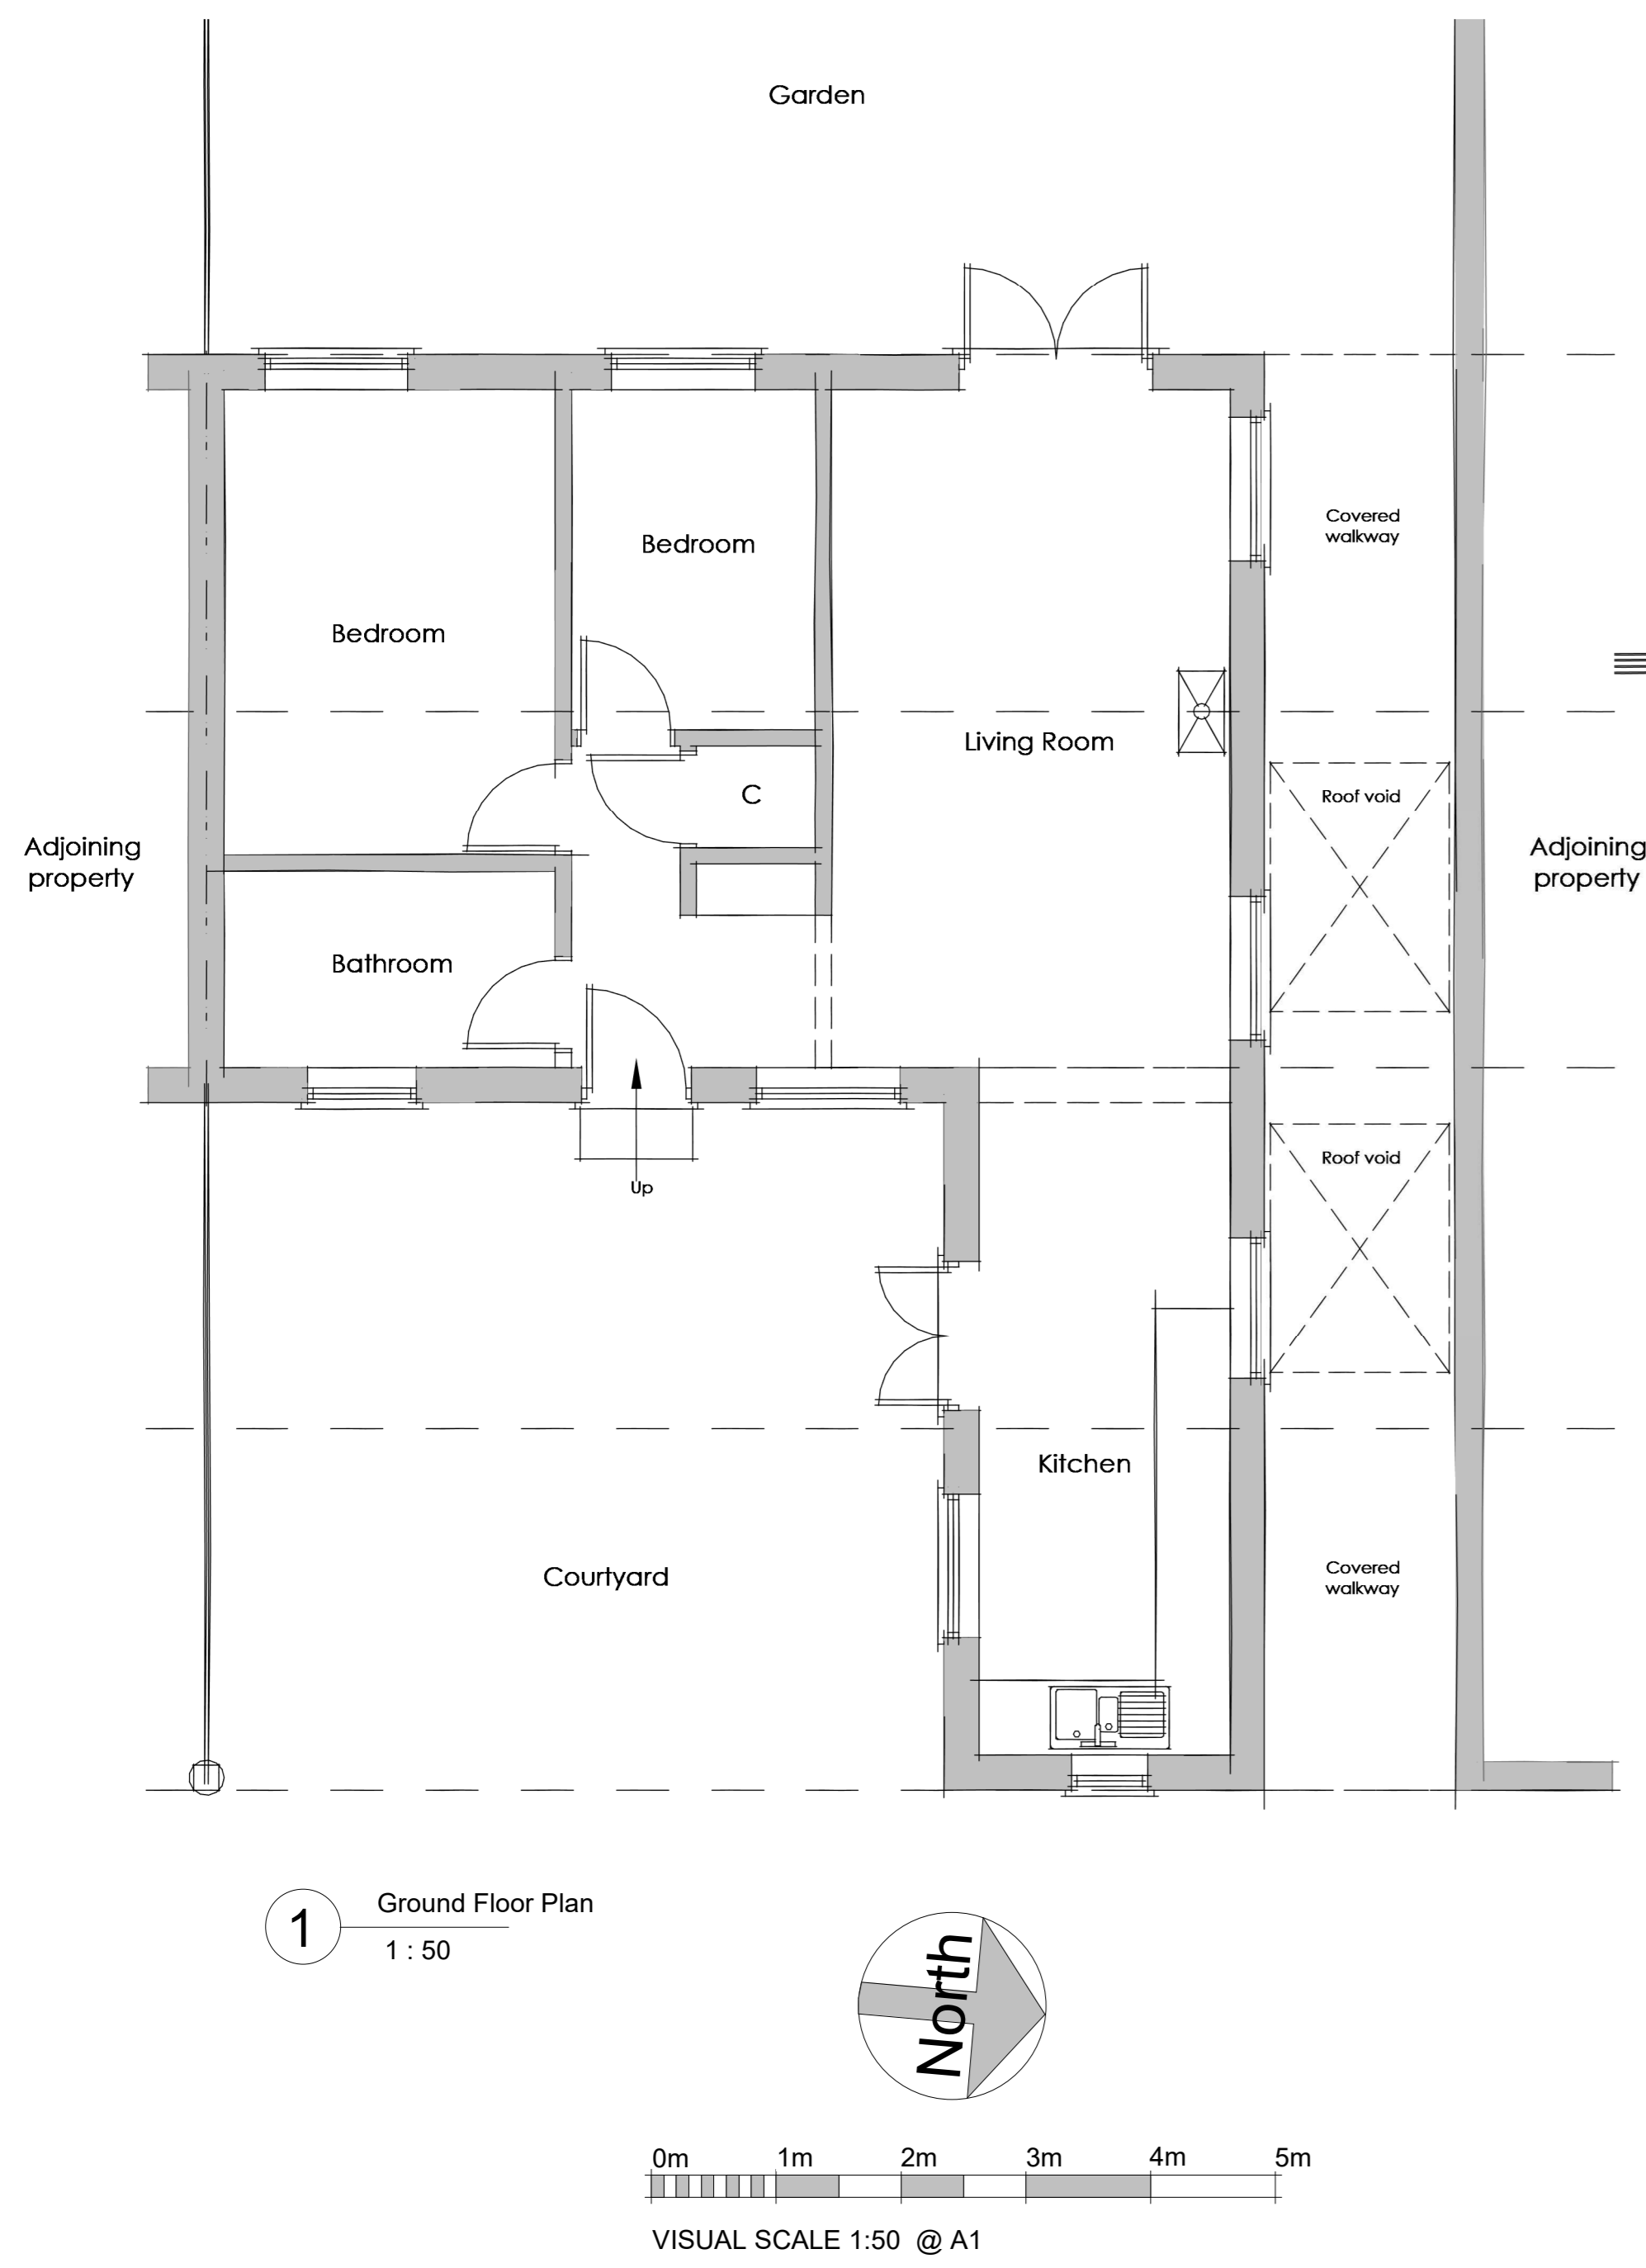 Garden
Covered
walkway
Bedroom
Bedroom
Living Room
C
Roof void
Adjoining
property
Adjoining
property
Bathroom
Roof void
Up
Kitchen
Courtyard
Covered
walkway
1
Ground Floor Plan
1 : 50
North
0m 1m 2m 3m 4m 5m
VISUAL SCALE 1:50 @ A1